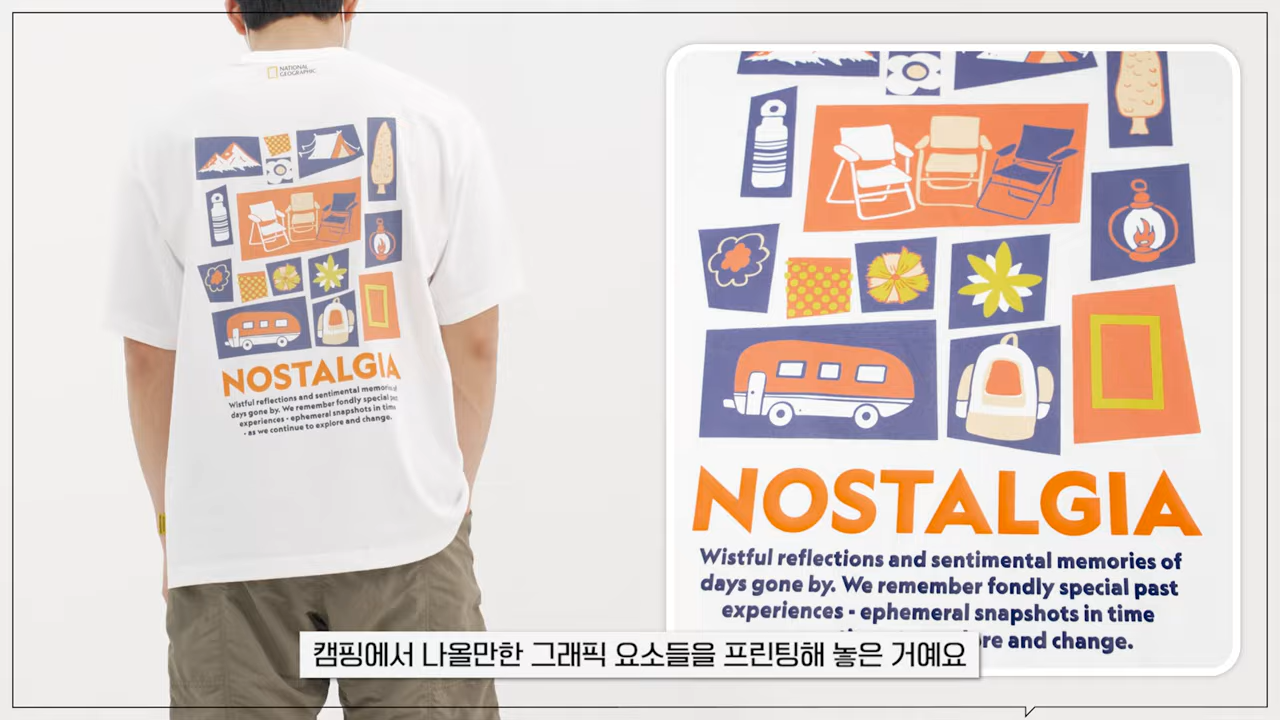 NATIONAL
GEOGRAPHIC
NOSTALGIA
Wistful reflections and sentimental memories of
days gone by. We remember fondly special past
experiences - ephemeral snapshots in time
- as we continue to explore and change.
NOSTALGIA
Wistful reflections and sentimental memories of
days gone by. We remember fondly special past
experiences - ephemeral snapshots in time
and change.
캠핑에서 나올만한 그래픽 요소들을 프린팅해 놓은 거예요